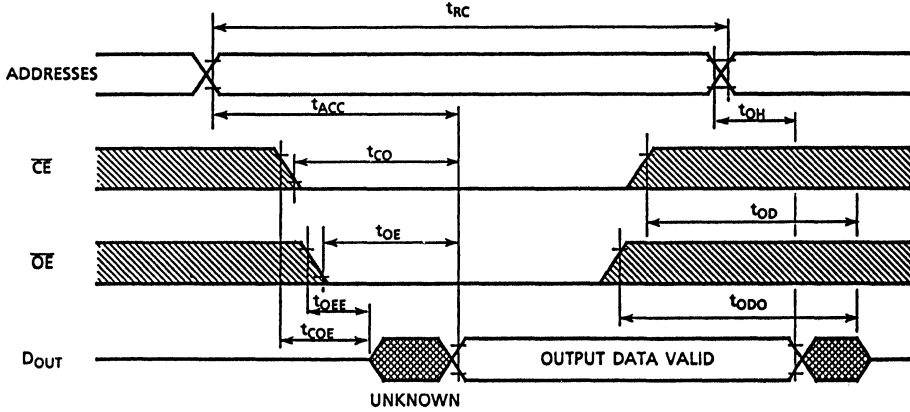 tRC
ADDRESSES
tACC
tOH
CE
tCO
tOD
OE
tOE
tOEE
tODO
tCOE
DOUT
OUTPUT DATA VALID
UNKNOWN